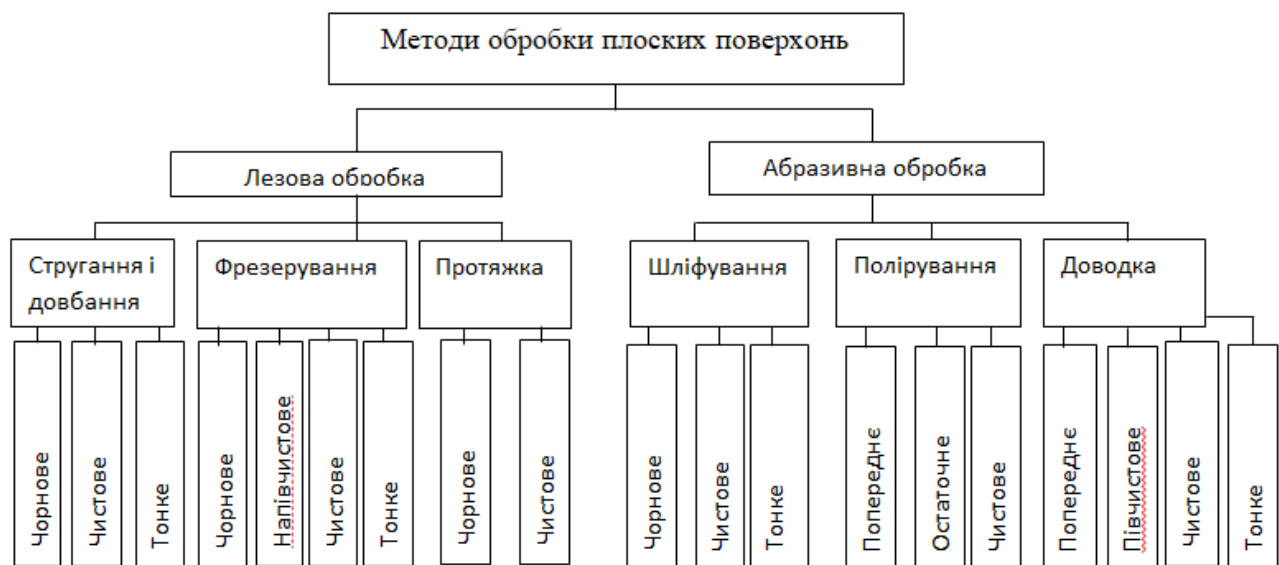 Методи обробки плоских поверхонь
Лезова обробка
Абразивна обробка
Стругання і
довбання
Фрезерування
Протяжка
Шліфування
Полірування
Доводка
Чорнове
Чистове
Тонке
Чорнове
Напівчистове
Чистове
Тонке
Чорнове
Чистове
Чорнове
Чистове
Тонке
Попереднє
Остаточне
Чистове
Попереднє
Півчистове
Чистове
Тонке